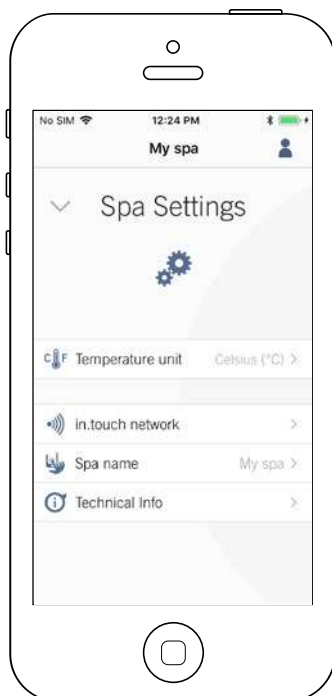 No SIM 12:24 PM
My spa
Spa Settings
C F Temperature unit Celsius (°C) >
in.touch network >
Spa name My spa >
i Technical Info >